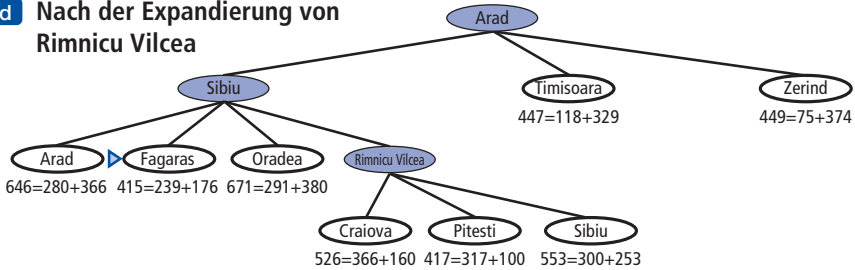 d Nach der Expandierung von
Rimnicu Vilcea
Arad
Sibiu
Timisoara
Zerind
447=118+329
449=75+374
Arad
Fagaras
Oradea
Rimnicu Vilcea
646=280+366
415=239+176
671=291+380
Craiova
Pitesti
Sibiu
526=366+160
417=317+100
553=300+253